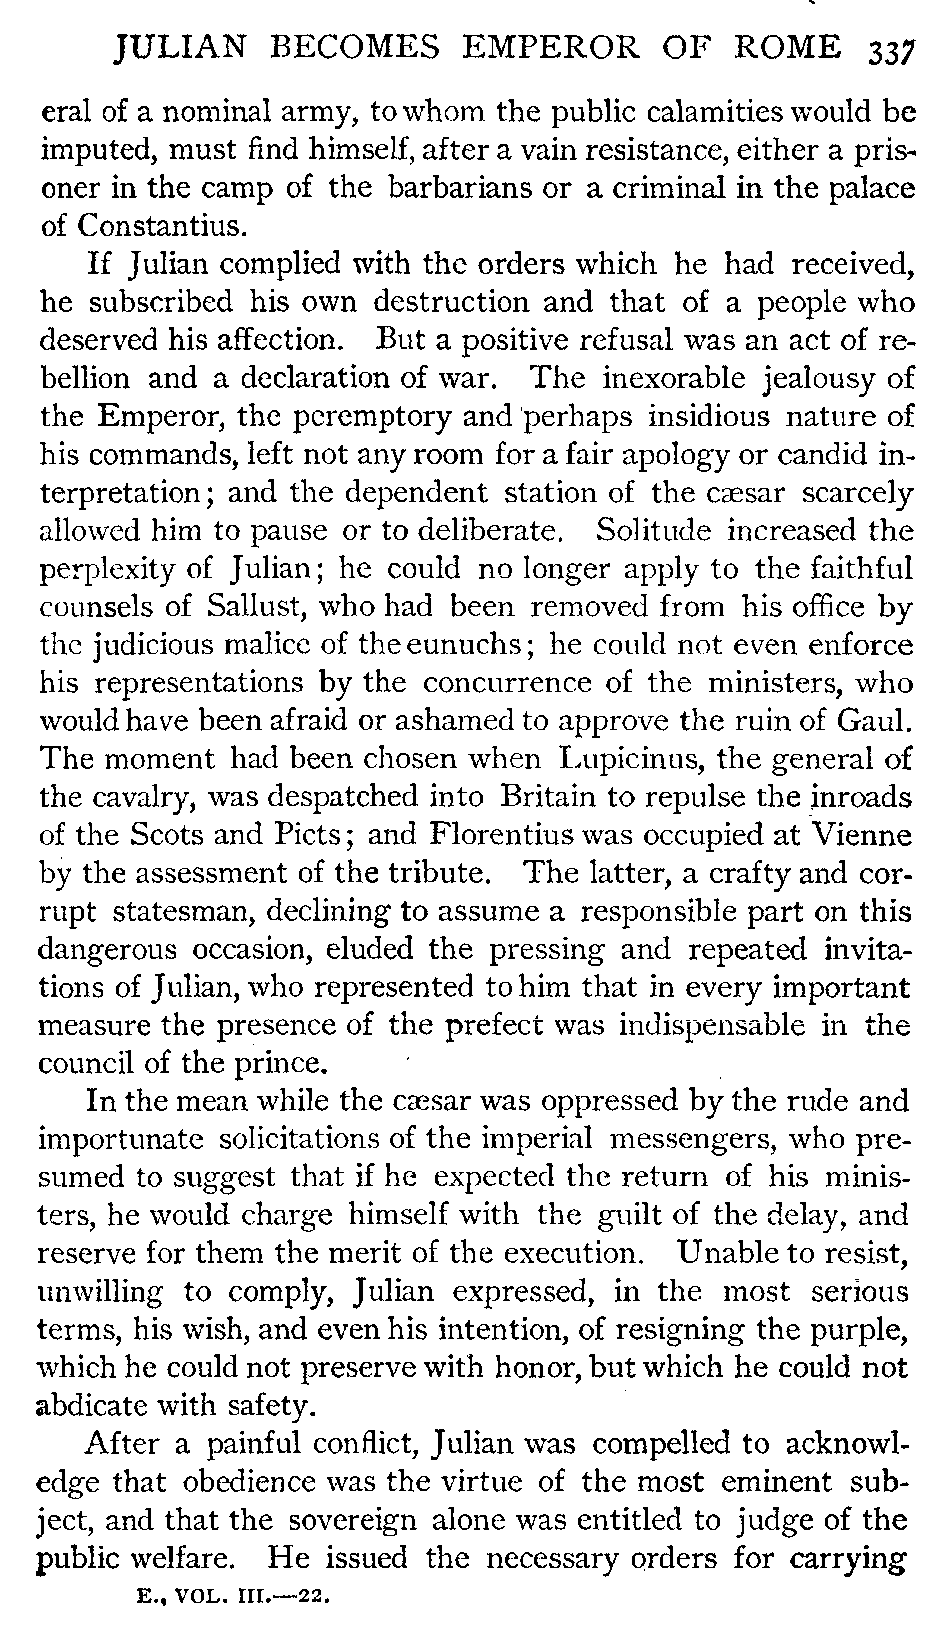 JULIAN BECOMES EMPEROR OF ROME 337
eral of a nominal army, to whom the public calamities would be
imputed, must find himself, after a vain resistance, either a pris-
oner in the camp of the barbarians or a criminal in the palace
of Constantius.
If Julian complied with the orders which he had received,
he subscribed his own destruction and that of a people who
deserved his affection. But a positive refusal was an act of re-
bellion and a declaration of war. The inexorable jealousy of
the Emperor, the peremptory and perhaps insidious nature of
his commands, left not any room for a fair apology or candid in-
terpretation; and the dependent station of the cæsar scarcely
allowed him to pause or to deliberate. Solitude increased the
perplexity of Julian; he could no longer apply to the faithful
counsels of Sallust, who had been removed from his office by
the judicious malice of the eunuchs; he could not even enforce
his representations by the concurrence of the ministers, who
would have been afraid or ashamed to approve the ruin of Gaul.
The moment had been chosen when Lupicinus, the general of
the cavalry, was despatched into Britain to repulse the inroads
of the Scots and Picts; and Florentius was occupied at Vienne
by the assessment of the tribute. The latter, a crafty and cor-
rupt statesman, declining to assume a responsible part on this
dangerous occasion, eluded the pressing and repeated invita-
tions of Julian, who represented to him that in every important
measure the presence of the prefect was indispensable in the
council of the prince.
In the mean while the cæsar was oppressed by the rude and
importunate solicitations of the imperial messengers, who pre-
sumed to suggest that if he expected the return of his minis-
ters, he would charge himself with the guilt of the delay, and
reserve for them the merit of the execution. Unable to resist,
unwilling to comply, Julian expressed, in the most serious
terms, his wish, and even his intention, of resigning the purple,
which he could not preserve with honor, but which he could not
abdicate with safety.
After a painful conflict, Julian was compelled to acknowl-
edge that obedience was the virtue of the most eminent sub-
ject, and that the sovereign alone was entitled to judge of the
public welfare. He issued the necessary orders for carrying
E., VOL. III.—22.